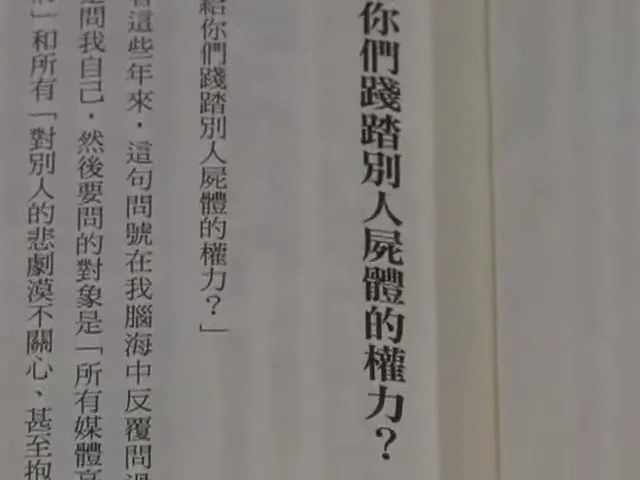 你們踐踏別人屍體的權力？
給你們踐踏別人屍體的權力？」
這些年來，這句問號在我腦海中反覆問
問我自己，然後要問的對象是「所有媒體
」和所有「對別人的悲劇漠不關心、甚至抱